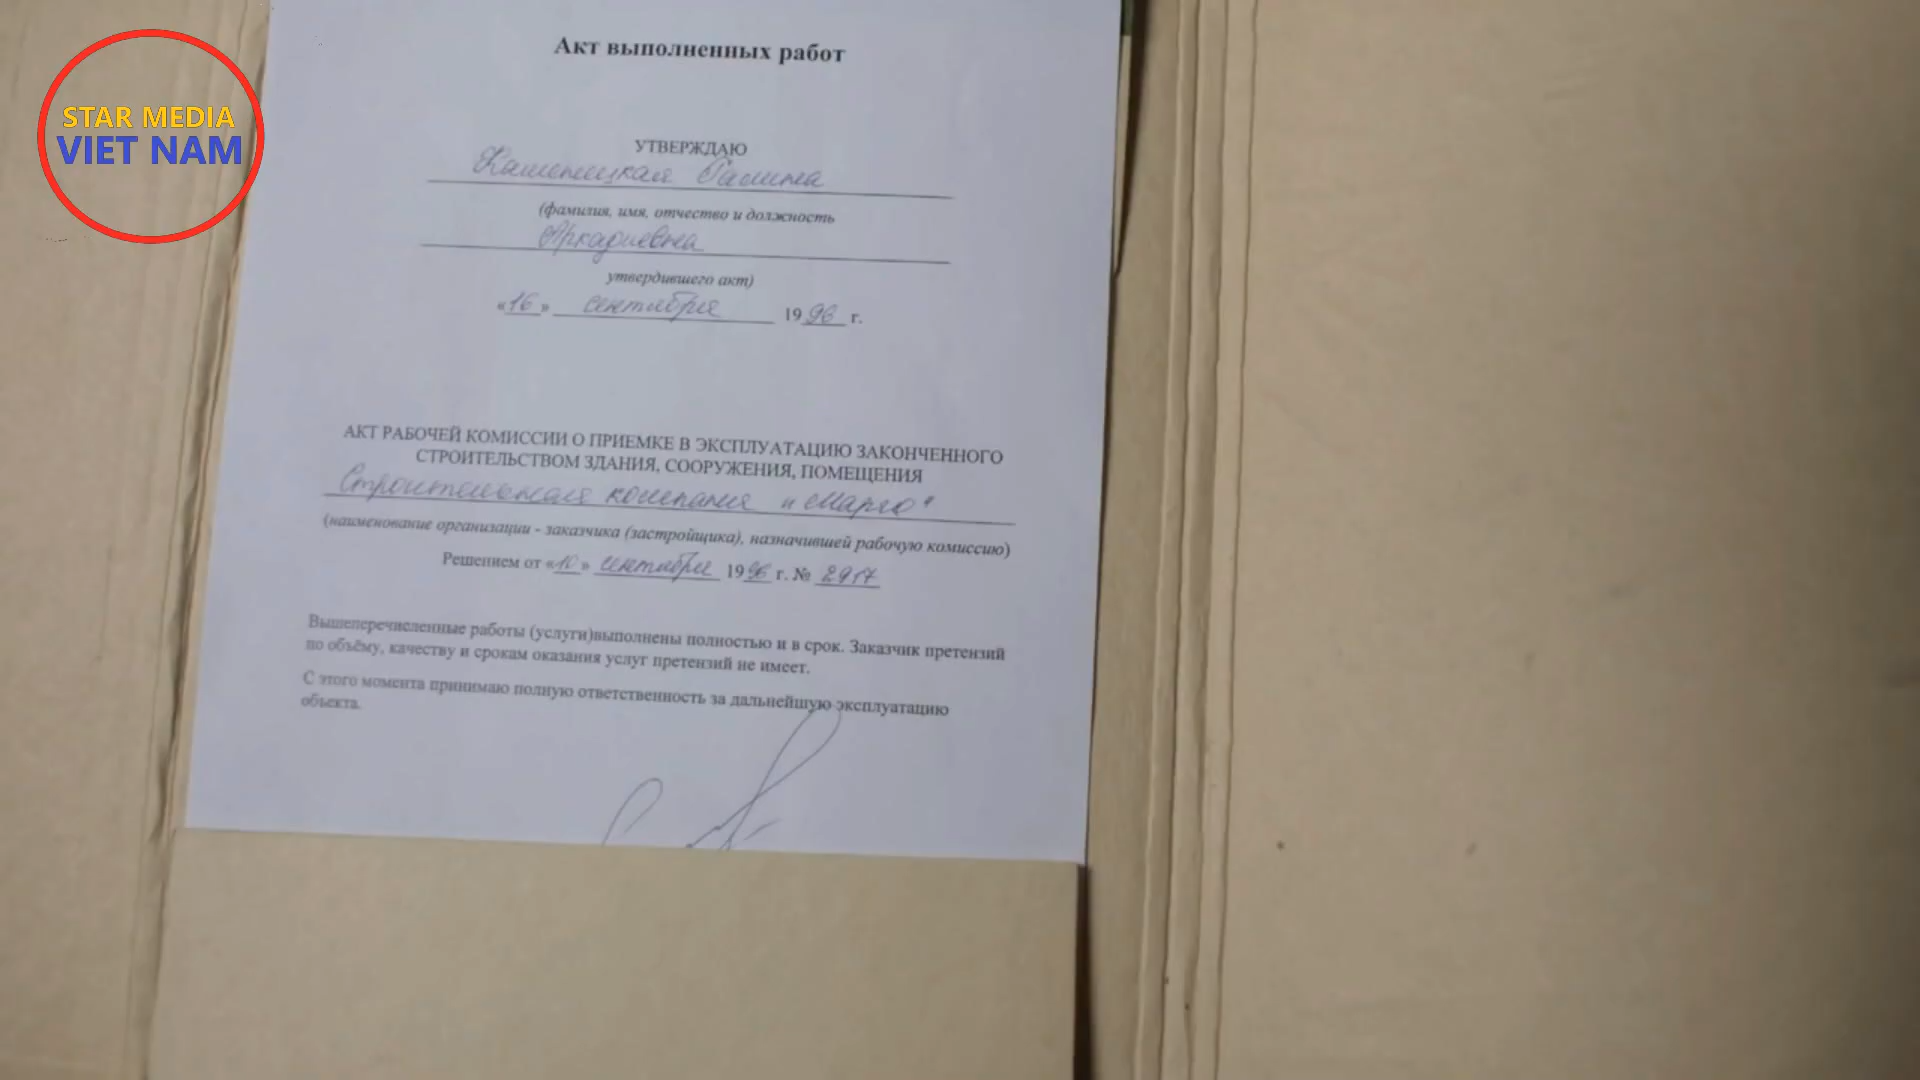 STAR MEDIA
VIET NAM
Акт выполненных работ
УТВЕРЖДАЮ
Галина
(фамилия, имя, отчество и должность
Аркадиевна
утвердившего акт)
«16» сентября 1996 г.
АКТ РАБОЧЕЙ КОМИССИИ О ПРИЕМКЕ В ЭКСПЛУАТАЦИЮ ЗАКОНЧЕННОГО
СТРОИТЕЛЬСТВОМ ЗДАНИЯ, СООРУЖЕНИЯ, ПОМЕЩЕНИЯ
Строительная компания "Марго"
(наименование организации - заказчика (застройщика), назначившей рабочую комиссию)
Решением от «10» сентября 1996 г. № 2917
Вышеперечисленные работы (услуги)выполнены полностью и в срок. Заказчик претензий
по объёму, качеству и срокам оказания услуг претензий не имеет.
С этого момента принимаю полную ответственность за дальнейшую эксплуатацию
объекта.